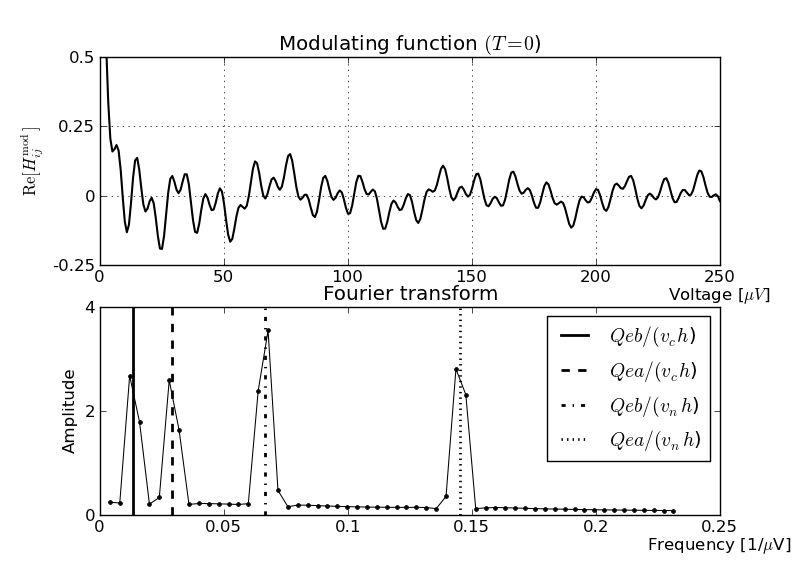 Modulating function (T=0)
0.5
0.25
0
-0.25
Re[H_{ij}^{mod}]
0 50 100 150 200 250
Voltage [μV]
Fourier transform
4
2
0
Amplitude
Qeb/(v_c h)
Qea/(v_c h)
Qeb/(v_n h)
Qea/(v_n h)
0 0.05 0.1 0.15 0.2 0.25
Frequency [1/μV]